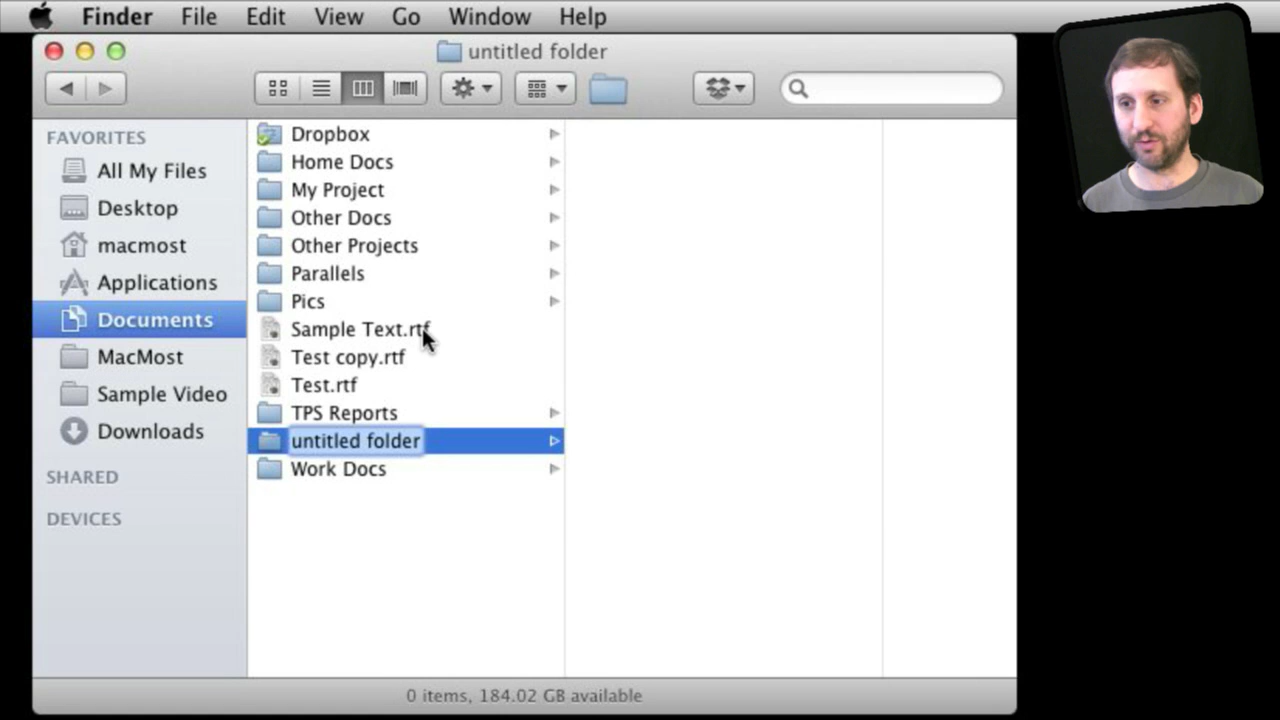 Finder File Edit View Go Window Help
untitled folder
FAVORITES
All My Files
Desktop
macmost
Applications
Documents
MacMost
Sample Video
Downloads
SHARED
DEVICES
Dropbox
Home Docs
My Project
Other Docs
Other Projects
Parallels
Pics
Sample Text.rtf
Test copy.rtf
Test.rtf
TPS Reports
untitled folder
Work Docs
0 items, 184.02 GB available